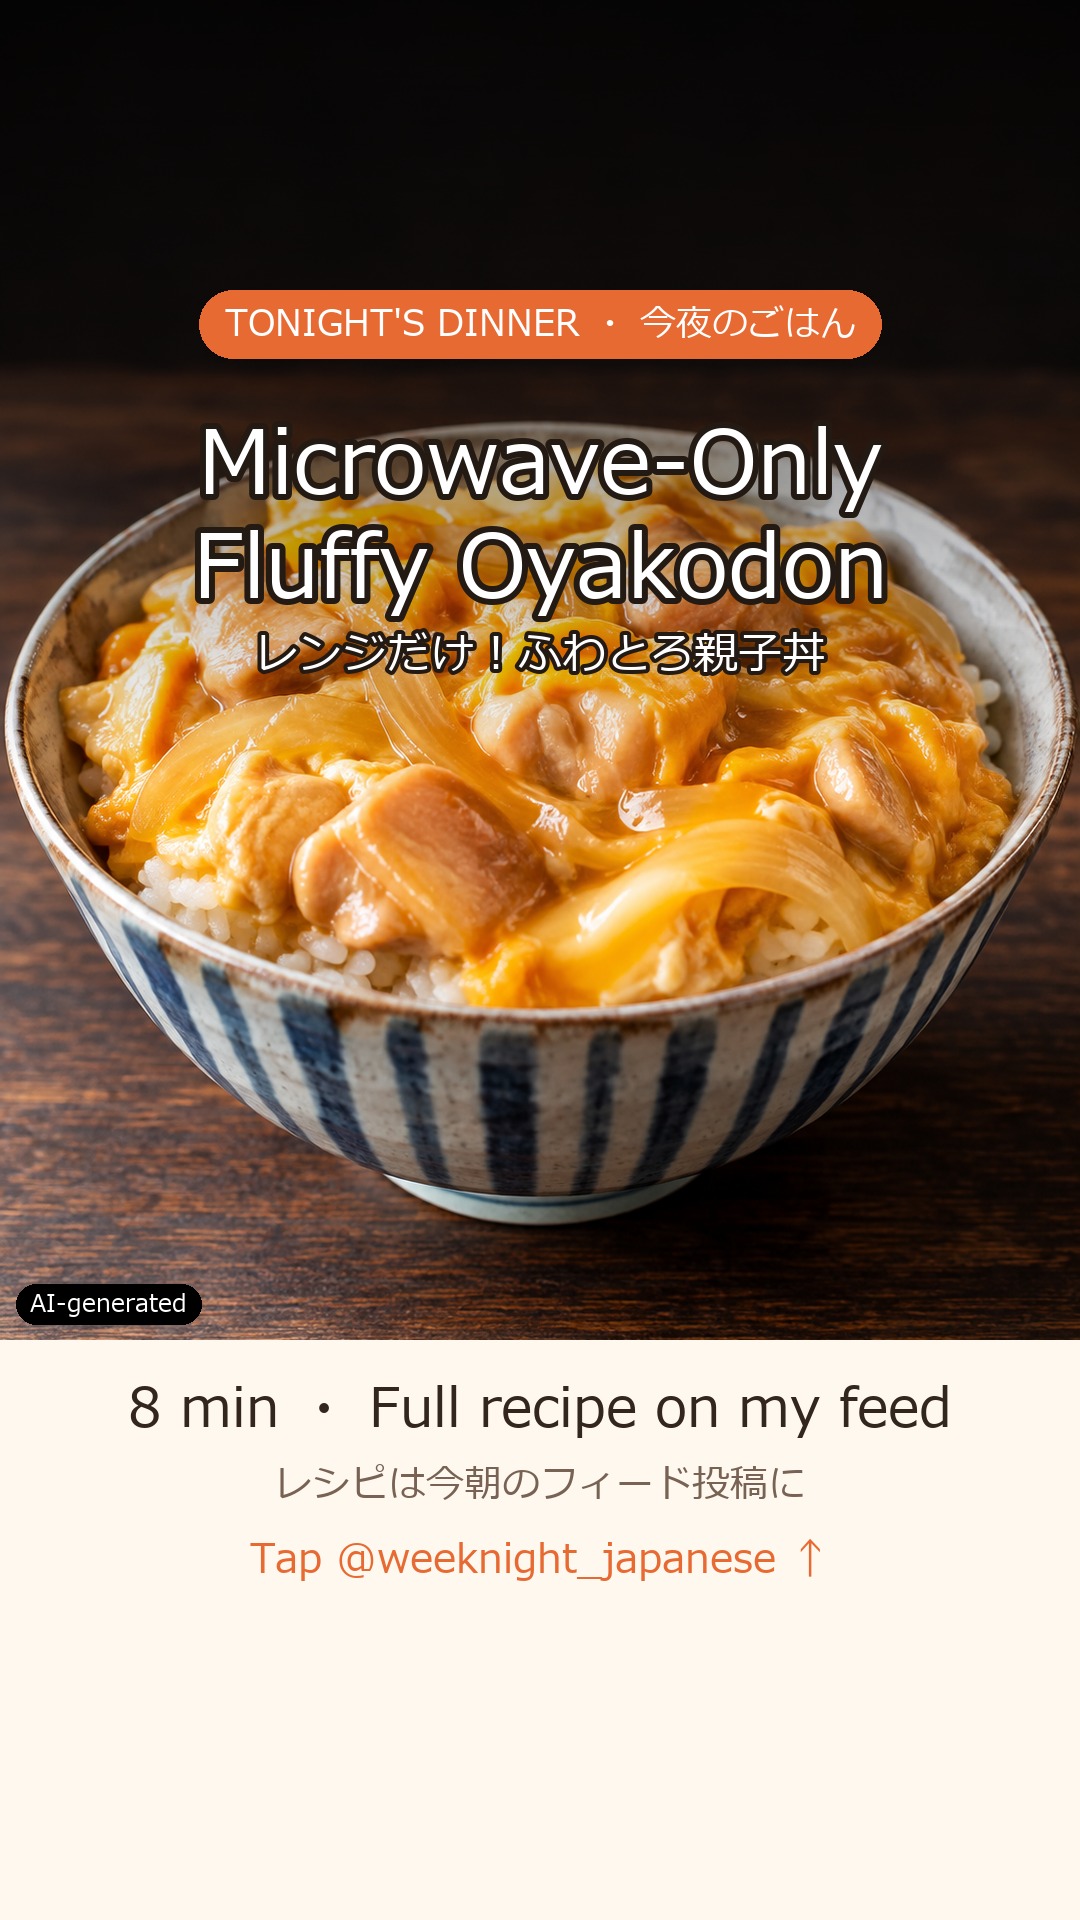 TONIGHT'S DINNER ・ 今夜のごはん
Microwave-Only
Fluffy Oyakodon
レンジだけ！ふわとろ親子丼
AI-generated
8 min ・ Full recipe on my feed
レシピは今朝のフィード投稿に
Tap @weeknight_japanese ↑